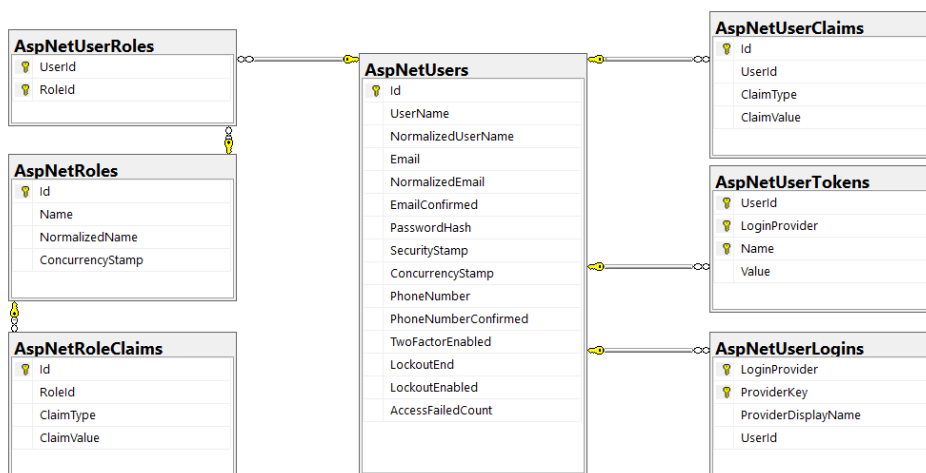 AspNetUserRoles
UserId
RoleId
AspNetRoles
Id
Name
NormalizedName
ConcurrencyStamp
AspNetRoleClaims
Id
RoleId
ClaimType
ClaimValue
AspNetUsers
Id
UserName
NormalizedUserName
Email
NormalizedEmail
EmailConfirmed
PasswordHash
SecurityStamp
ConcurrencyStamp
PhoneNumber
PhoneNumberConfirmed
TwoFactorEnabled
LockoutEnd
LockoutEnabled
AccessFailedCount
AspNetUserClaims
Id
UserId
ClaimType
ClaimValue
AspNetUserTokens
UserId
LoginProvider
Name
Value
AspNetUserLogins
LoginProvider
ProviderKey
ProviderDisplayName
UserId